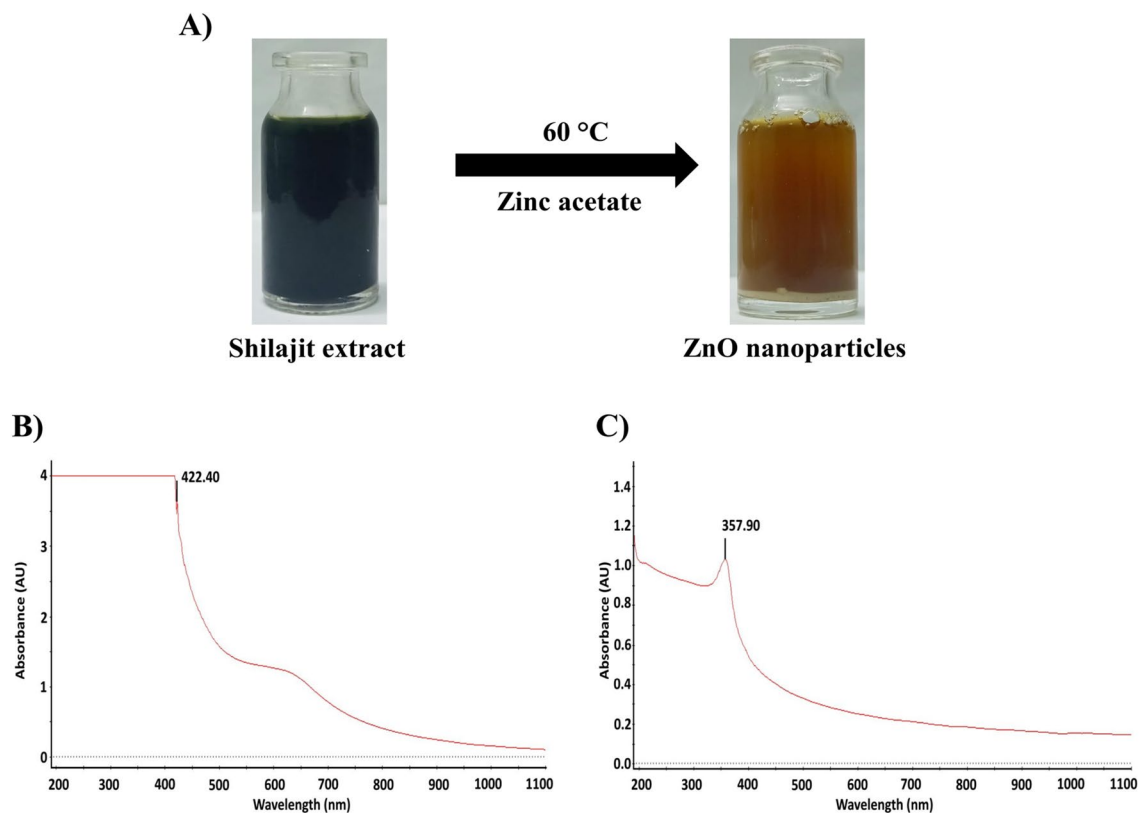 A)
60 °C
Zinc acetate
Shilajit extract
ZnO nanoparticles
B)
Absorbance (AU)
4
3
2
1
0
422.40
200 300 400 500 600 700 800 900 1000 1100
Wavelength (nm)
C)
Absorbance (AU)
1.4
1.2
1.0
0.8
0.6
0.4
0.2
0.0
357.90
200 300 400 500 600 700 800 900 1000 1100
Wavelength (nm)